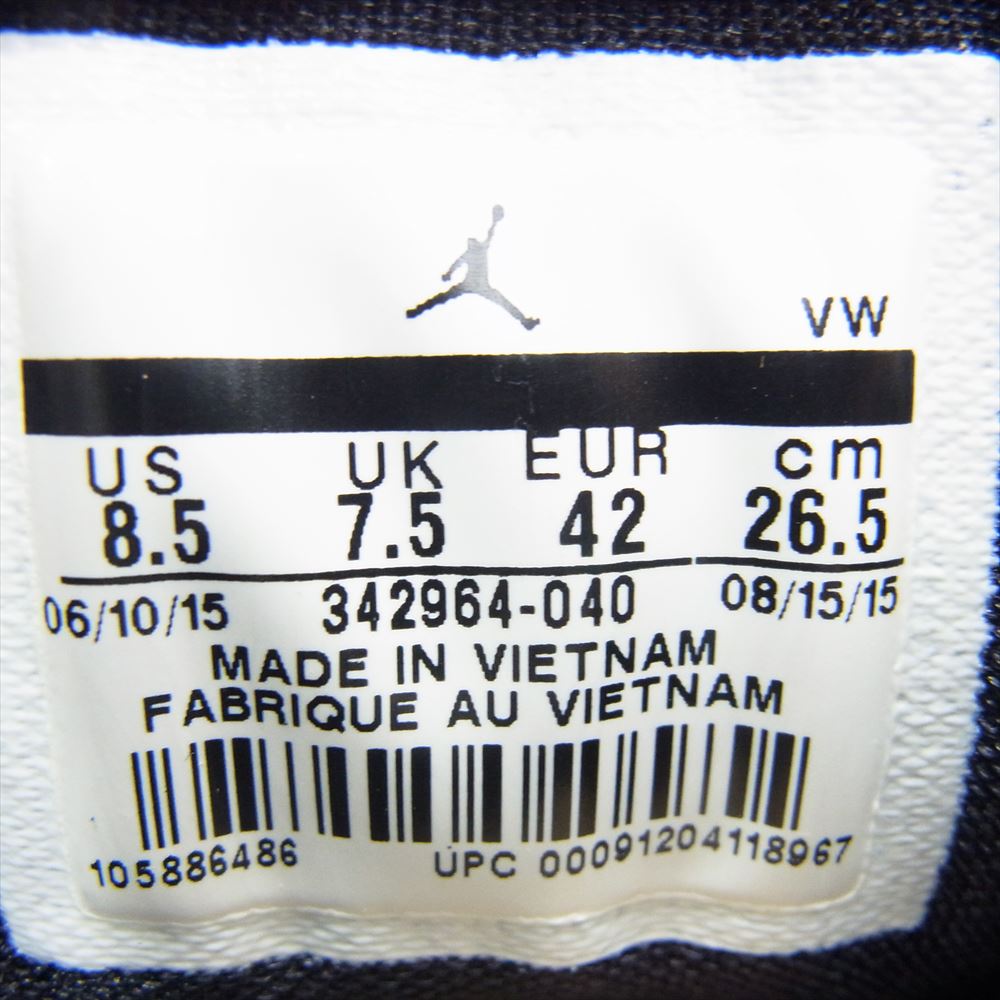 VW
US UK EUR cm
8.5 7.5 42 26.5
06/10/15 342964-040 08/15/15
MADE IN VIETNAM
FABRIQUE AU VIETNAM
105886486 UPC 00091204118967